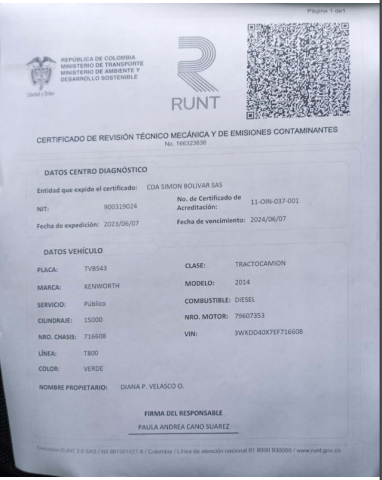 Página 1 de1
REPÚBLICA DE COLOMBIA
MINISTERIO DE TRANSPORTE
MINISTERIO DE AMBIENTE Y
DESARROLLO SOSTENIBLE
Libertad y Orden
RUNT
CERTIFICADO DE REVISIÓN TÉCNICO MECÁNICA Y DE EMISIONES CONTAMINANTES
No. 166323636
DATOS CENTRO DIAGNÓSTICO
Entidad que expide el certificado: CDA SIMON BOLIVAR SAS
NIT: 900319024 No. de Certificado de Acreditación: 11-OIN-037-001
Fecha de expedición: 2023/06/07 Fecha de vencimiento: 2024/06/07
DATOS VEHÍCULO
PLACA: TVB543 CLASE: TRACTOCAMION
MARCA: KENWORTH MODELO: 2014
SERVICIO: Público COMBUSTIBLE: DIESEL
CILINDRAJE: 15000 NRO. MOTOR: 79607353
NRO. CHASIS: 716608 VIN: 3WKDD40X7EF716608
LÍNEA: T800
COLOR: VERDE
NOMBRE PROPIETARIO: DIANA P. VELASCO O.
FIRMA DEL RESPONSABLE
PAULA ANDREA CANO SUAREZ
RUNT 2.0 SAS / Nit / Colombia / Línea de atención nacional 01 8000 930060 / www.runt.gov.co